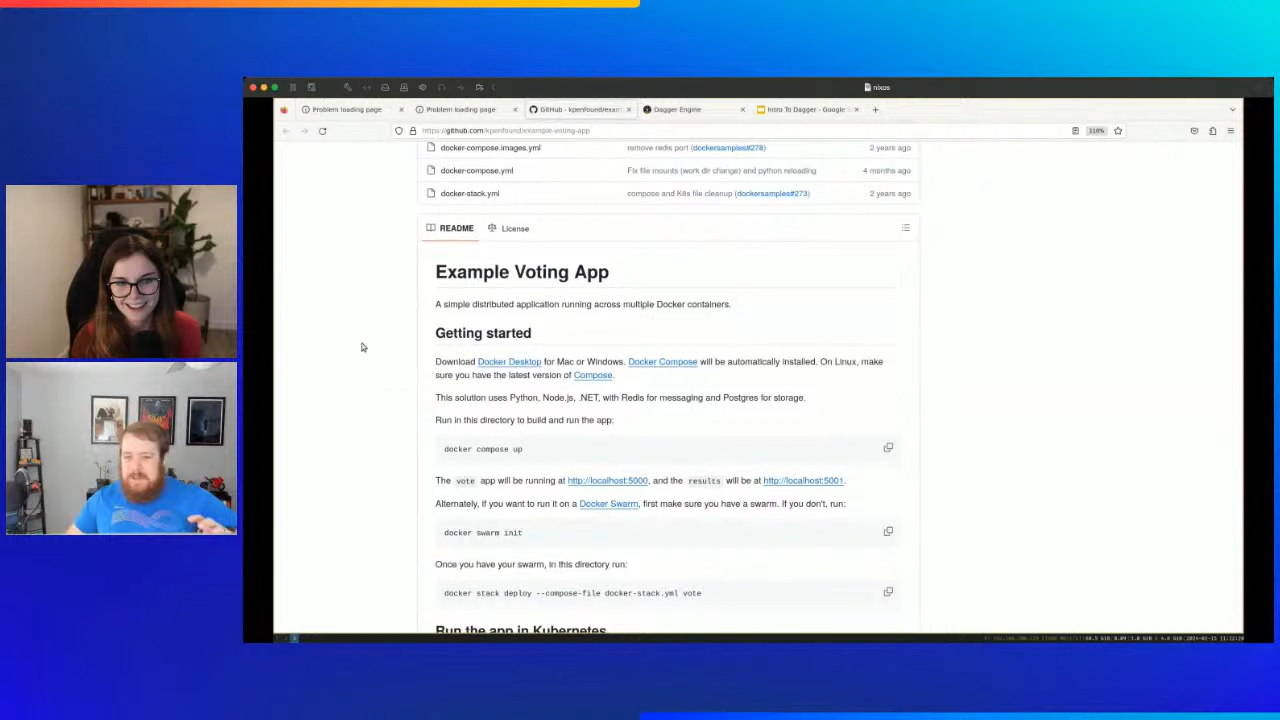 nixos
Problem loading page
Problem loading page
GitHub - kpenfound/exam
Dagger Engine
Intro To Dagger - Google S
https://github.com/kpenfound/example-voting-app
110%
docker-compose.images.yml remove redis port (dockersamples#278) 2 years ago
docker-compose.yml Fix file mounts (work dir change) and python reloading 4 months ago
docker-stack.yml compose and K8s file cleanup (dockersamples#273) 2 years ago
README License
Example Voting App
A simple distributed application running across multiple Docker containers.
Getting started
Download Docker Desktop for Mac or Windows. Docker Compose will be automatically installed. On Linux, make
sure you have the latest version of Compose.
This solution uses Python, Node.js, .NET, with Redis for messaging and Postgres for storage.
Run in this directory to build and run the app:
docker compose up
The vote app will be running at http://localhost:5000, and the results will be at http://localhost:5001.
Alternately, if you want to run it on a Docker Swarm, first make sure you have a swarm. If you don't, run:
docker swarm init
Once you have your swarm, in this directory run:
docker stack deploy --compose-file docker-stack.yml vote
Run the app in Kubernetes